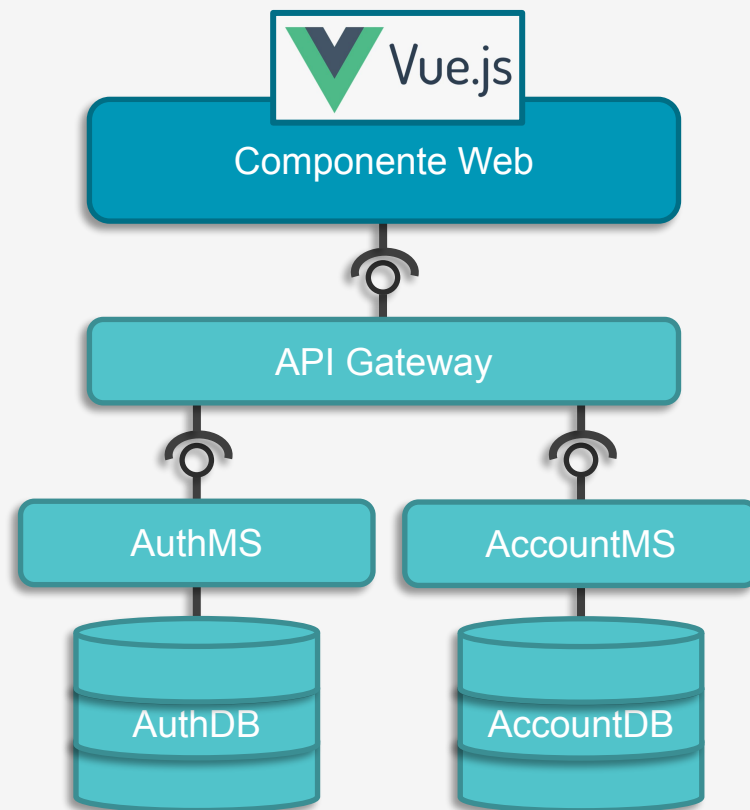 Vue.js
Componente Web
API Gateway
AuthMS
AccountMS
AuthDB
AccountDB